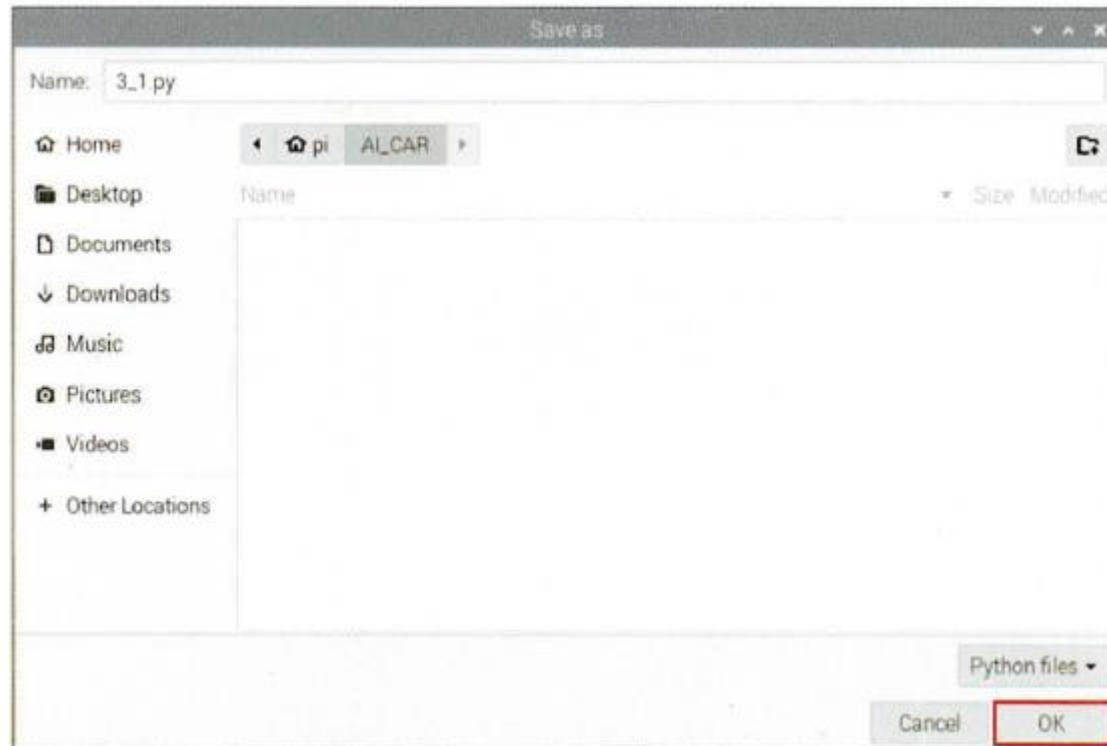 Save as
Name: 3_1.py
Home
pi AI_CAR
Desktop
Name Size Modified
Documents
Downloads
Music
Pictures
Videos
+ Other Locations
Python files
Cancel OK